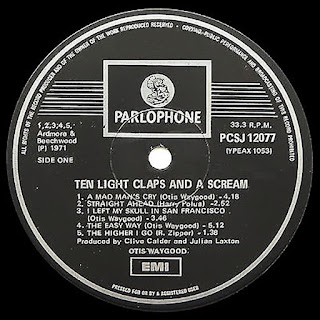 ALL RIGHTS OF THE RECORD PRODUCER AND OF THE OWNER OF THE WORK REPRODUCED RESERVED - COPYING, PUBLIC PERFORMANCE AND BROADCASTING OF THIS RECORD PROHIBITED
PARLOPHONE
1,2,3,4,5.
Ardmore &
Beechwood
(P) 1971
SIDE ONE
33.3 R.P.M.
PCSJ 12077
(YPEAX 1053)
TEN LIGHT CLAPS AND A SCREAM
1. A MAD MAN'S CRY (Otis Waygood) - 4.18
2. STRAIGHT AHEAD (Harry Poulus) - 2.52
3. I LEFT MY SKULL IN SAN FRANCISCO
(Otis Waygood) - 3.46
4. THE EASY WAY (Otis Waygood) - 5.12
5. THE HIGHER I GO (R. Zipper) - 1.38
Produced by Clive Calder and Julian Laxton
OTIS WAYGOOD
EMI
PRESSED FOR OR BY A REGISTERED USER